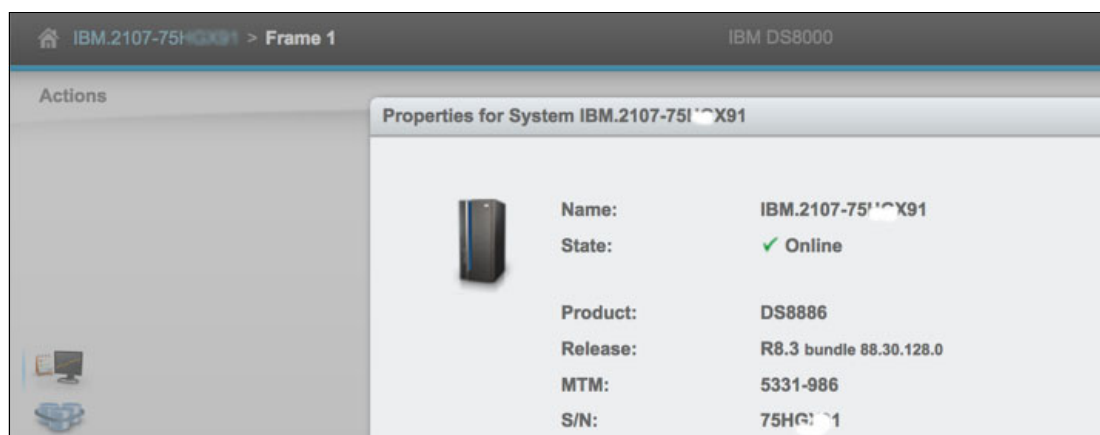 > Frame 1
IBM DS8000
Actions
Properties for System
Name:
State: Online
Product: DS8886
Release: R8.3 bundle 88.30.128.0
MTM: 5331-986
S/N: